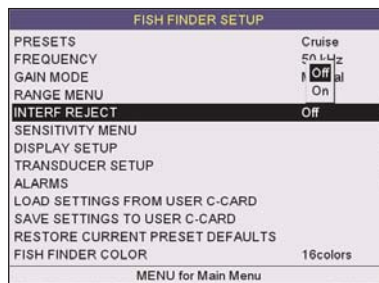 FISH FINDER SETUP
PRESETS Cruise
FREQUENCY 50 kHz
GAIN MODE
RANGE MENU
Off
On
INTERF REJECT Off
SENSITIVITY MENU
DISPLAY SETUP
TRANSDUCER SETUP
ALARMS
LOAD SETTINGS FROM USER C-CARD
SAVE SETTINGS TO USER C-CARD
RESTORE CURRENT PRESET DEFAULTS
FISH FINDER COLOR 16colors
MENU for Main Menu